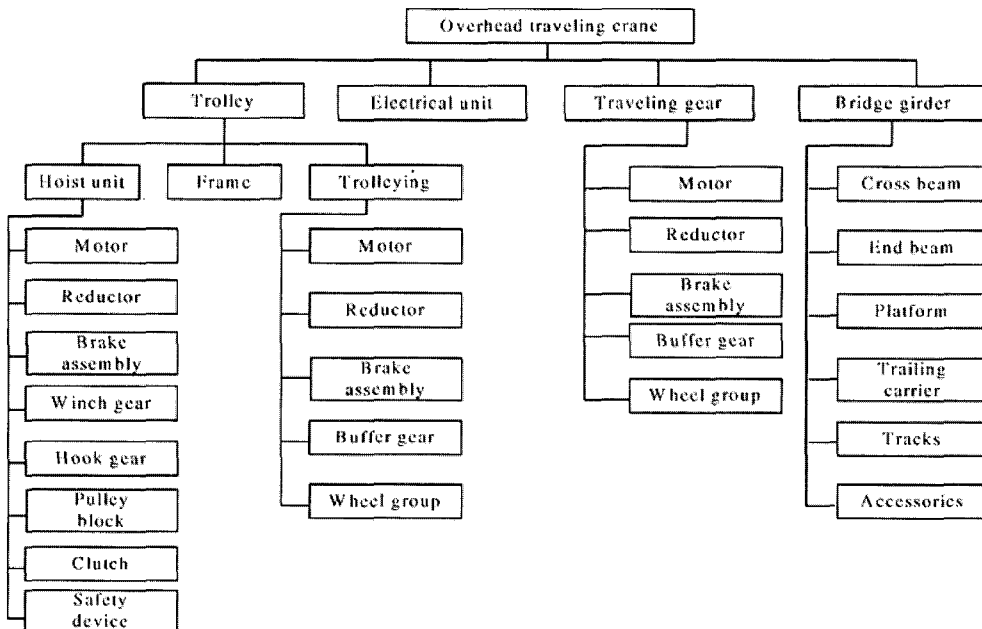 Overhead traveling crane
Trolley
Electrical unit
Traveling gear
Bridge girder
Hoist unit
Frame
Trolleying
Motor
Reductor
Brake
assembly
Winch gear
Hook gear
Pulley
block
Clutch
Safety
device
Motor
Reductor
Brake
assembly
Buffer gear
Wheel group
Motor
Reductor
Brake
assembly
Buffer gear
Wheel group
Cross beam
End beam
Platform
Trailing
carrier
Tracks
Accessories